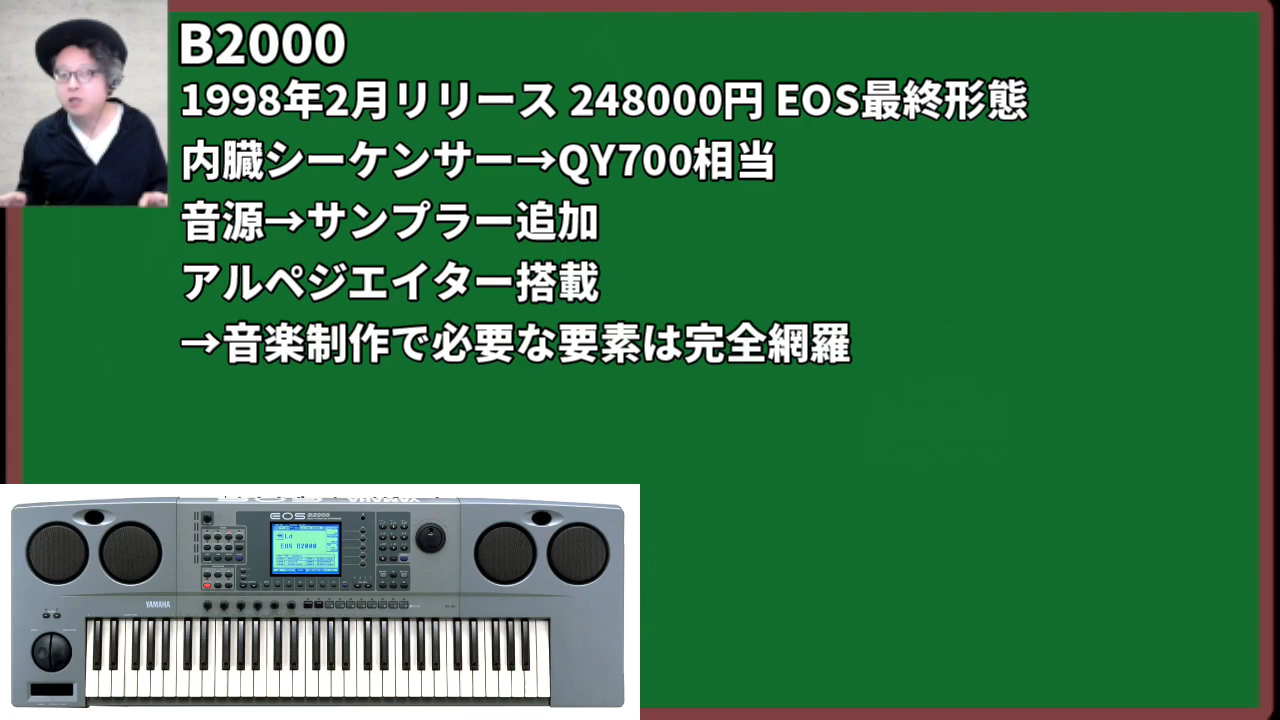 B2000
1998年2月リリース 248000円 EOS最終形態
内臓シーケンサー→QY700相当
音源→サンプラー追加
アルペジエイター搭載
→音楽制作で必要な要素は完全網羅
EOS B2000
EOS B2000
YAMAHA